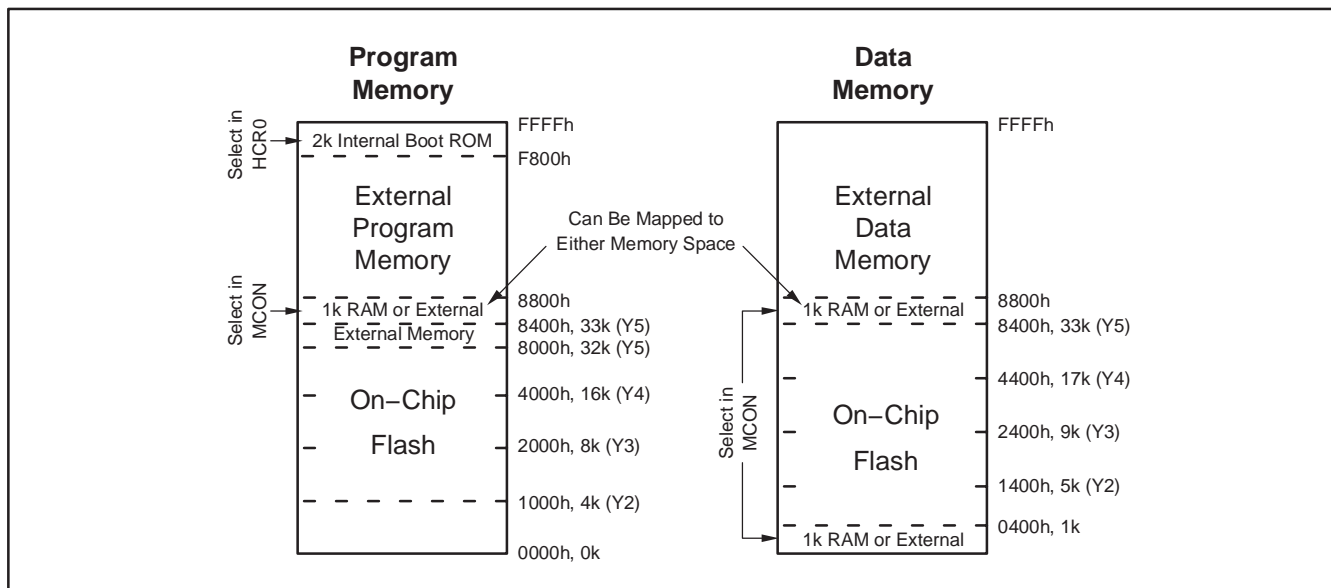 Program
Memory
Select in
HCR0
2k Internal Boot ROM
FFFFh
F800h
External
Program
Memory
Can Be Mapped to
Either Memory Space
Select in
MCON
1k RAM or External
External Memory
8800h
8400h, 33k (Y5)
8000h, 32k (Y5)
On−Chip
Flash
4000h, 16k (Y4)
2000h, 8k (Y3)
1000h, 4k (Y2)
0000h, 0k
Data
Memory
FFFFh
External
Data
Memory
8800h
1k RAM or External
8400h, 33k (Y5)
Select in
MCON
4400h, 17k (Y4)
On−Chip
Flash
2400h, 9k (Y3)
1400h, 5k (Y2)
0400h, 1k
1k RAM or External